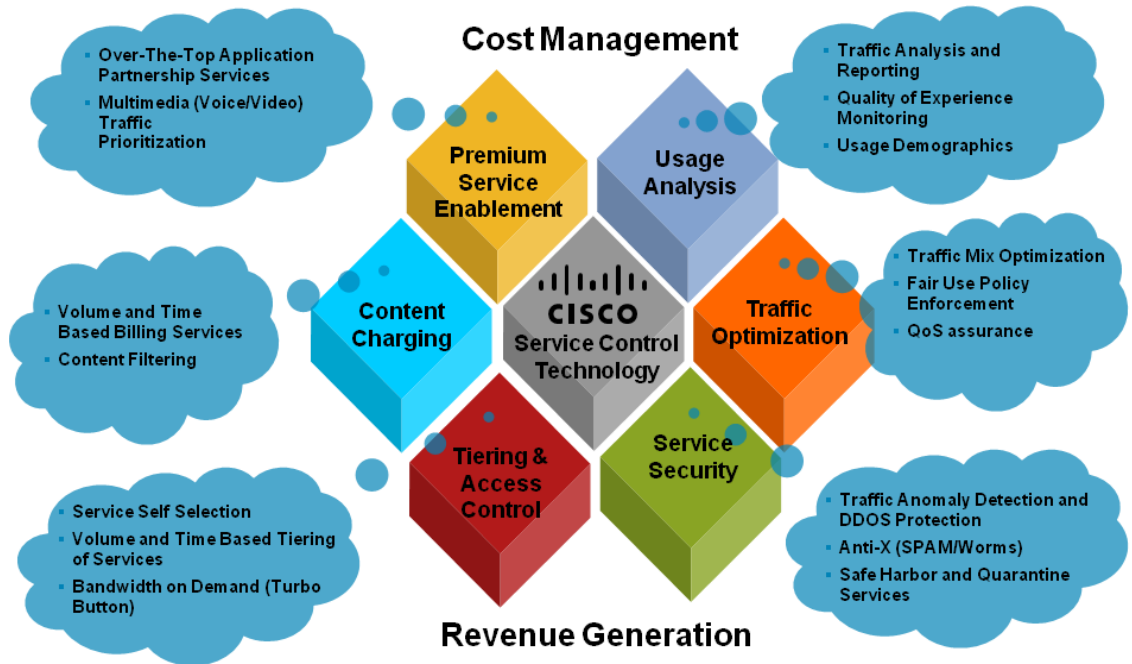 Cost Management
Over-The-Top Application
Partnership Services
Multimedia (Voice/Video)
Traffic
Prioritization
Traffic Analysis and
Reporting
Quality of Experience
Monitoring
Usage Demographics
Premium
Service
Enablement
Usage
Analysis
Volume and Time
Based Billing Services
Content Filtering
Content
Charging
CISCO
Service Control
Technology
Traffic
Optimization
Traffic Mix Optimization
Fair Use Policy
Enforcement
QoS assurance
Tiering &
Access
Control
Service
Security
Service Self Selection
Volume and Time Based Tiering
of Services
Bandwidth on Demand (Turbo
Button)
Traffic Anomaly Detection and
DDOS Protection
Anti-X (SPAM/Worms)
Safe Harbor and Quarantine
Services
Revenue Generation